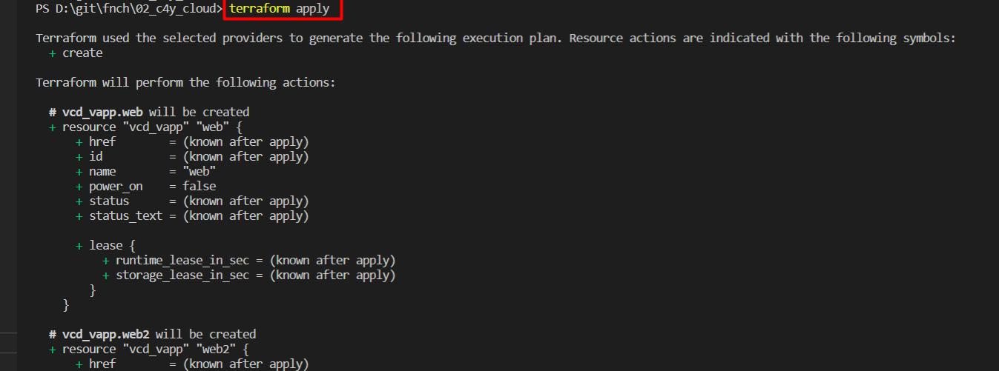 PS D:\git\fnch\02_c4y_cloud> terraform apply
Terraform used the selected providers to generate the following execution plan. Resource actions are indicated with the following symbols:
+ create
Terraform will perform the following actions:
# vcd_vapp.web will be created
+ resource "vcd_vapp" "web" {
+ href        = (known after apply)
+ id          = (known after apply)
+ name        = "web"
+ power_on    = false
+ status      = (known after apply)
+ status_text = (known after apply)
+ lease {
+ runtime_lease_in_sec = (known after apply)
+ storage_lease_in_sec = (known after apply)
}
}
# vcd_vapp.web2 will be created
+ resource "vcd_vapp" "web2" {
+ href        = (known after apply)